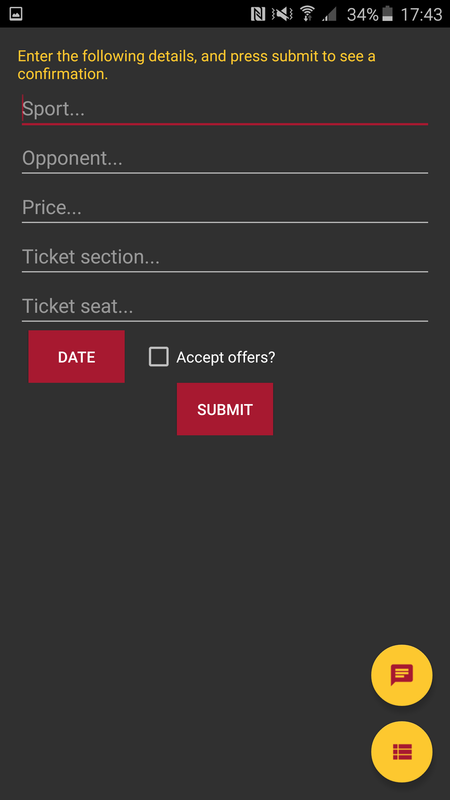 34% 17:43
Enter the following details, and press submit to see a
confirmation.
Sport...
Opponent...
Price...
Ticket section...
Ticket seat...
DATE Accept offers?
SUBMIT